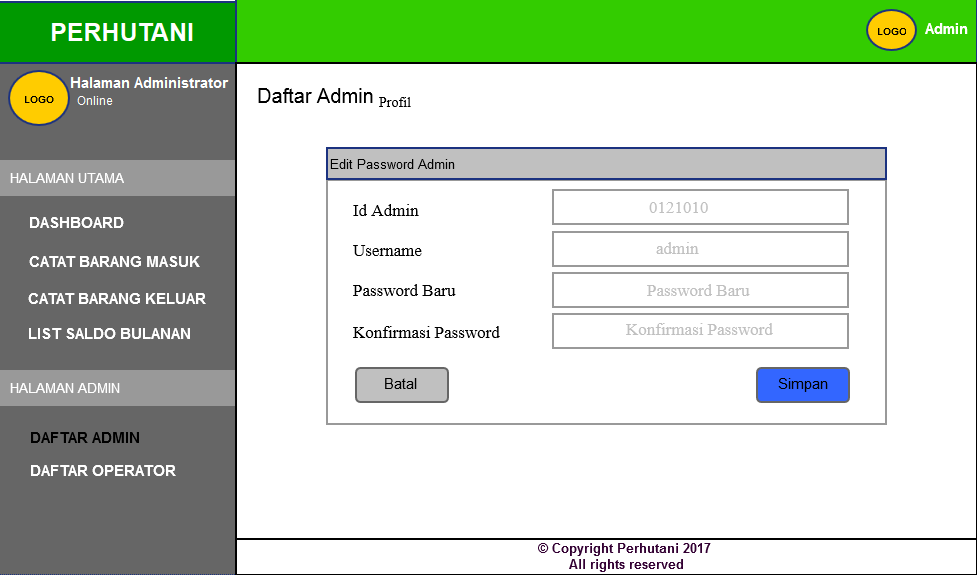 PERHUTANI
LOGO
Admin
LOGO
Halaman Administrator
Online
HALAMAN UTAMA
DASHBOARD
CATAT BARANG MASUK
CATAT BARANG KELUAR
LIST SALDO BULANAN
HALAMAN ADMIN
DAFTAR ADMIN
DAFTAR OPERATOR
Daftar Admin Profil
Edit Password Admin
Id Admin 0121010
Username admin
Password Baru Password Baru
Konfirmasi Password Konfirmasi Password
Batal Simpan
© Copyright Perhutani 2017
All rights reserved